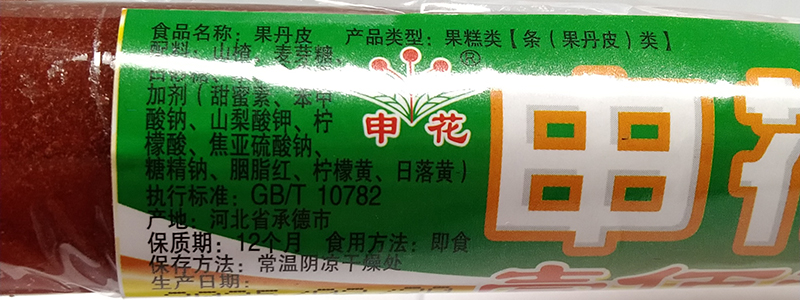 食品名称：果丹皮 产品类型：果糕类【条（果丹皮）类】
配料：山楂、麦芽糖、
加剂（甜蜜素、苯甲
酸钠、山梨酸钾、柠
檬酸、焦亚硫酸钠、
糖精钠、胭脂红、柠檬黄、日落黄）
执行标准：GB/T 10782
产地：河北省承德市
保质期：12个月 食用方法：即食
保存方法：常温阴凉干燥处
生产日期：
®
申花
申